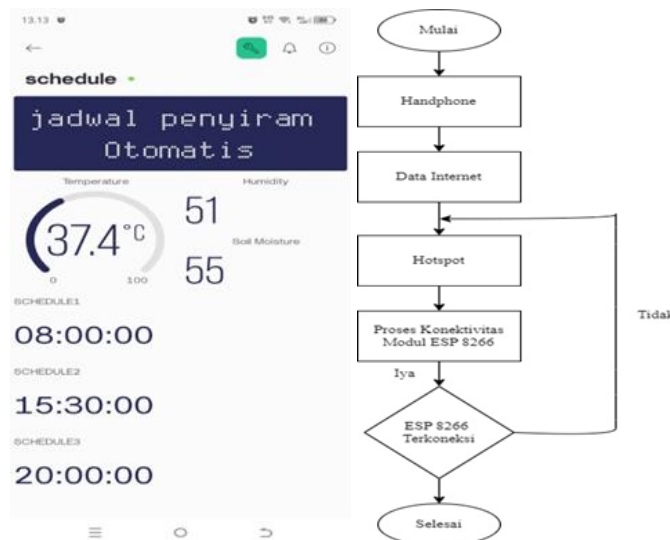 13.13
schedule
jadwal penyiram
Otomatis
Temperature
Humidity
37.4°C
51
0
100
Soil Moisture
55
SCHEDULE1
08:00:00
SCHEDULE2
15:30:00
SCHEDULE3
20:00:00
Mulai
Handphone
Data Internet
Hotspot
Proses Konektivitas
Modul ESP 8266
Iya
Tidak
ESP 8266
Terkoneksi
Selesai